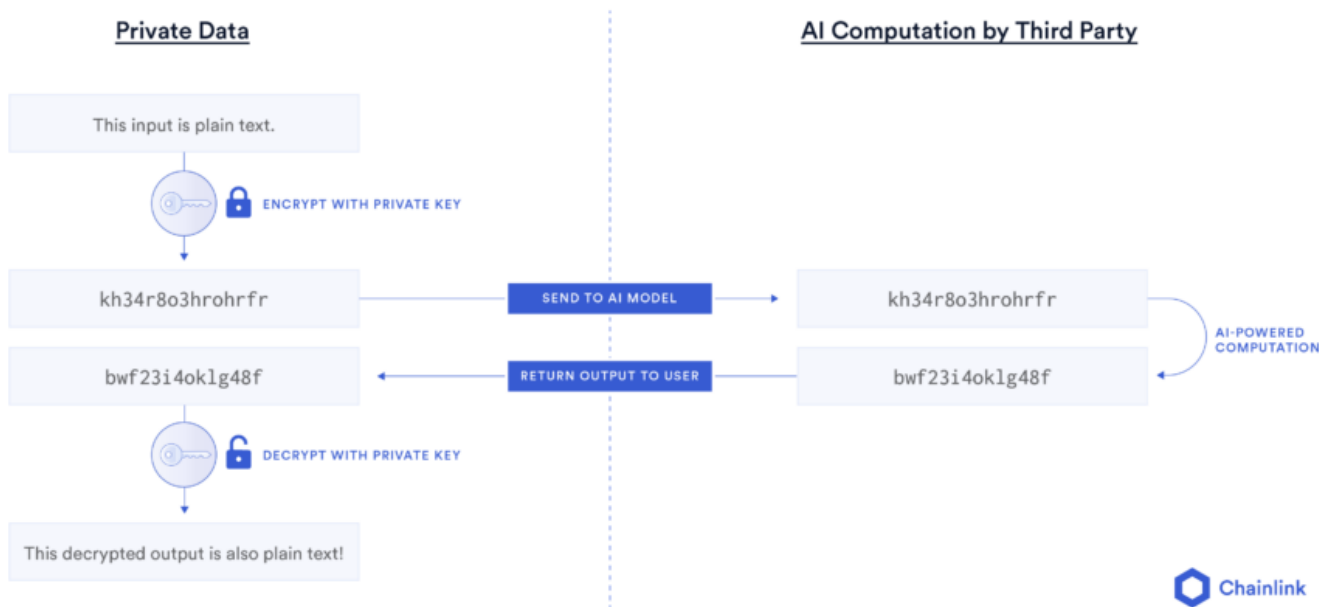 Private Data
AI Computation by Third Party
This input is plain text.
ENCRYPT WITH PRIVATE KEY
kh34r8o3hrohrfr
SEND TO AI MODEL
kh34r8o3hrohrfr
AI-POWERED
COMPUTATION
bwf23i4oklg48f
RETURN OUTPUT TO USER
bwf23i4oklg48f
DECRYPT WITH PRIVATE KEY
This decrypted output is also plain text!
Chainlink